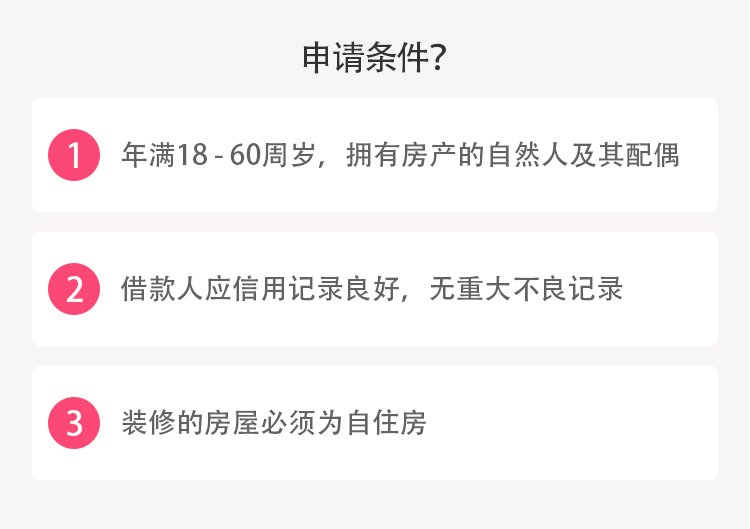 申请条件？
1 年满18 - 60周岁，拥有房产的自然人及其配偶
2 借款人应信用记录良好，无重大不良记录
3 装修的房屋必须为自住房